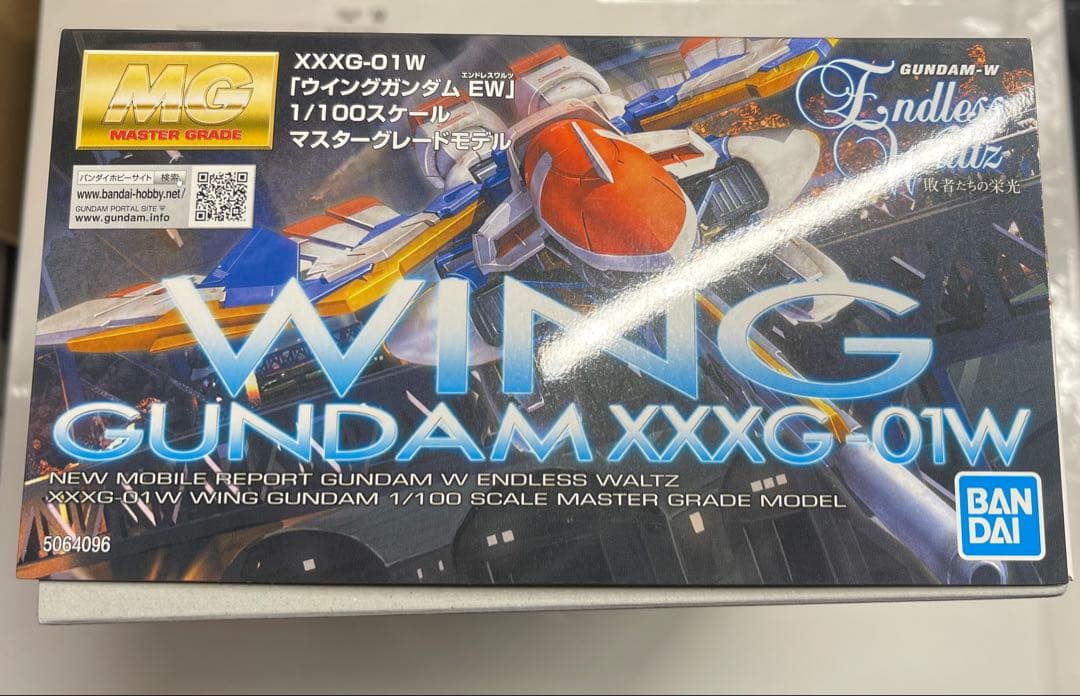 MG
MASTER GRADE
XXXG-01W
エンドレスワルツ
「ウイングガンダム EW」
1/100スケール
マスターグレードモデル
バンダイホビーサイト 検索
www.bandai-hobby.net/
GUNDAM PORTAL SITE
www.gundam.info
GUNDAM-W
Endless
Waltz
敗者たちの栄光
WING
GUNDAM XXXG-01W
NEW MOBILE REPORT GUNDAM W ENDLESS WALTZ
XXXG-01W WING GUNDAM 1/100 SCALE MASTER GRADE MODEL
5064096
BAN
DAI